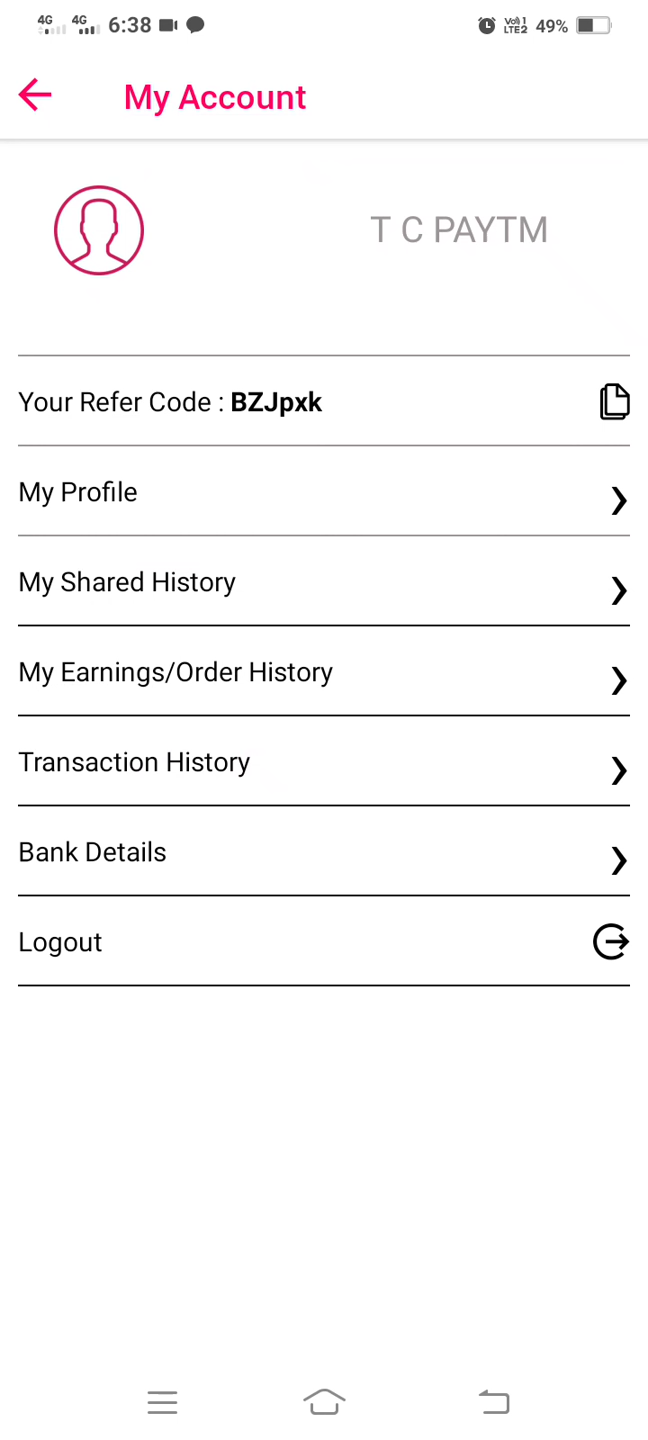 4G 4G 6:38 VoI) 1 LTE2 49%
My Account
T C PAYTM
Your Refer Code : BZJpxk
My Profile
My Shared History
My Earnings/Order History
Transaction History
Bank Details
Logout